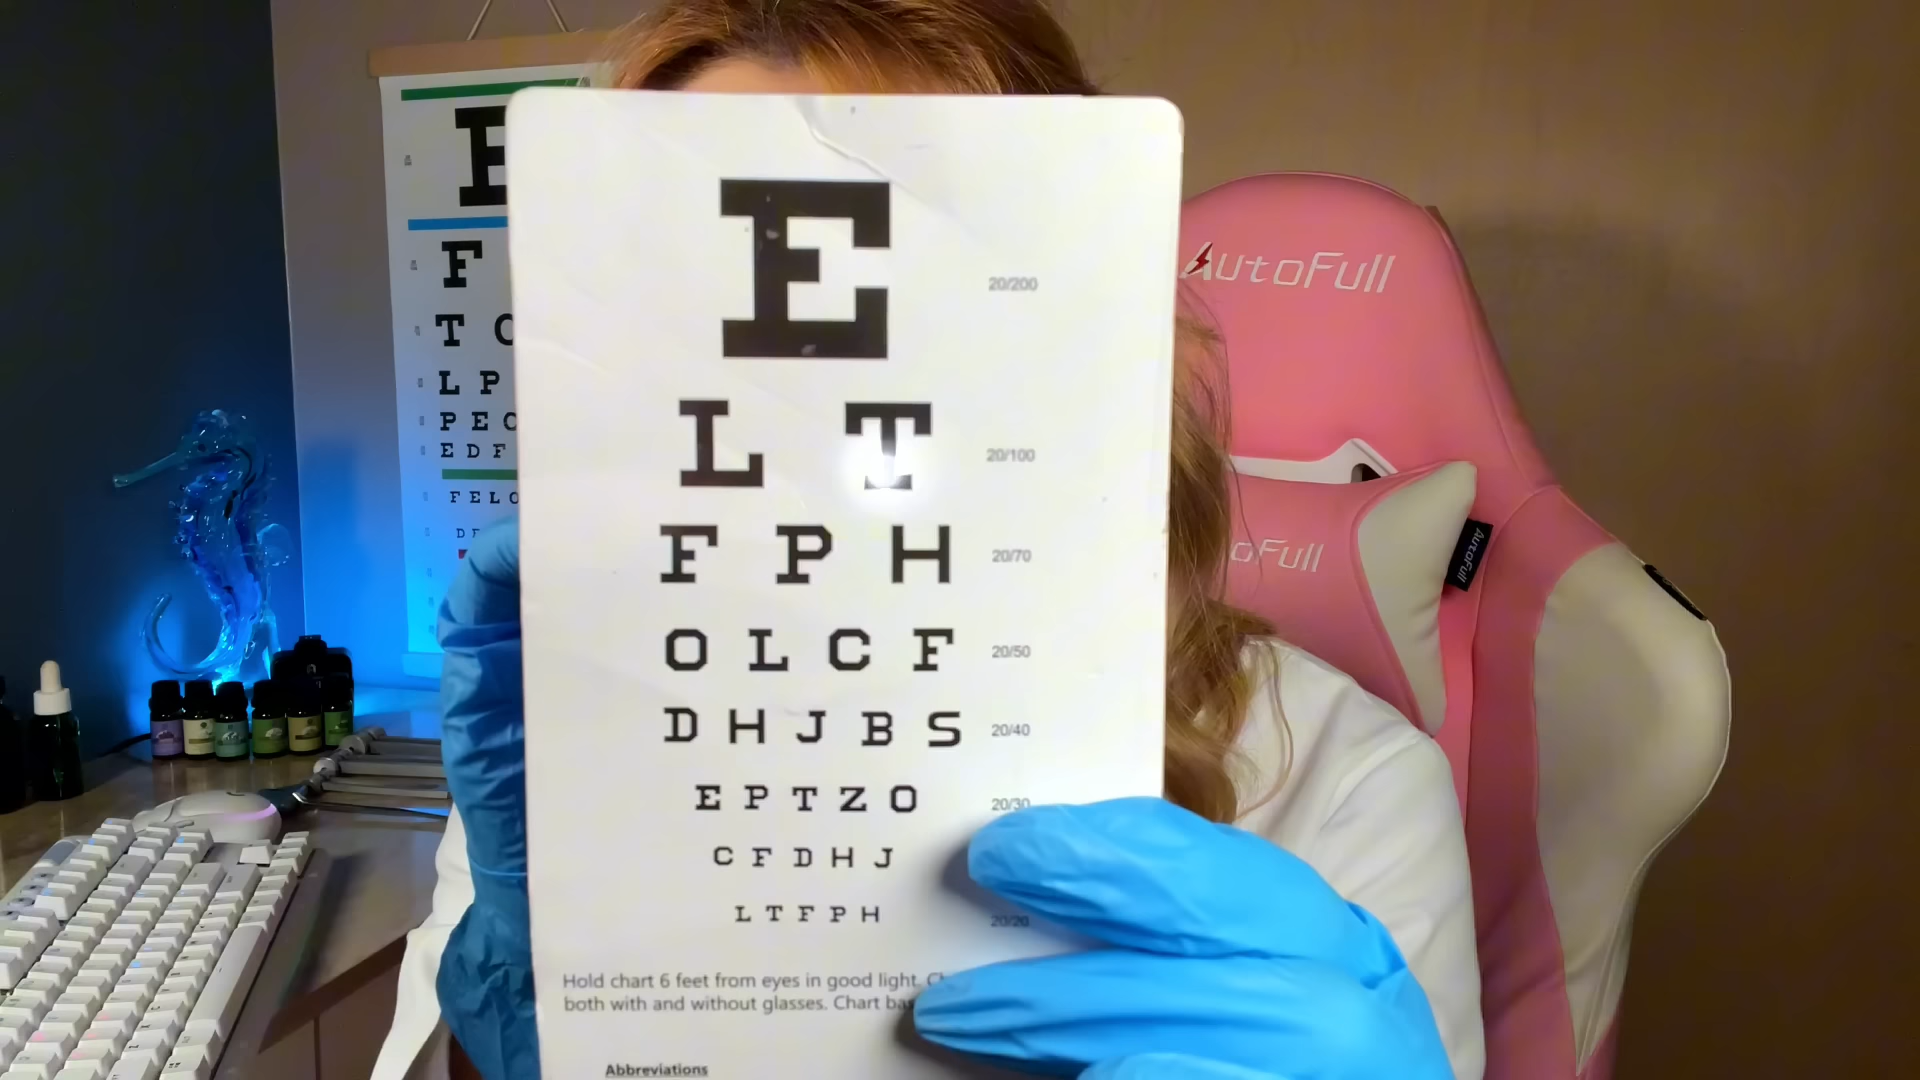 E
20/200
L T
20/100
F P H
20/70
O L C F
20/50
D H J B S
20/40
E P T Z O
20/30
C F D H J
L T F P H
20/20
Hold chart 6 feet from eyes in good light.
both with and without glasses. Chart
Abbreviations
E
F
T
L P
P E
E D F
F E L
D
AutoFull
AutoFull